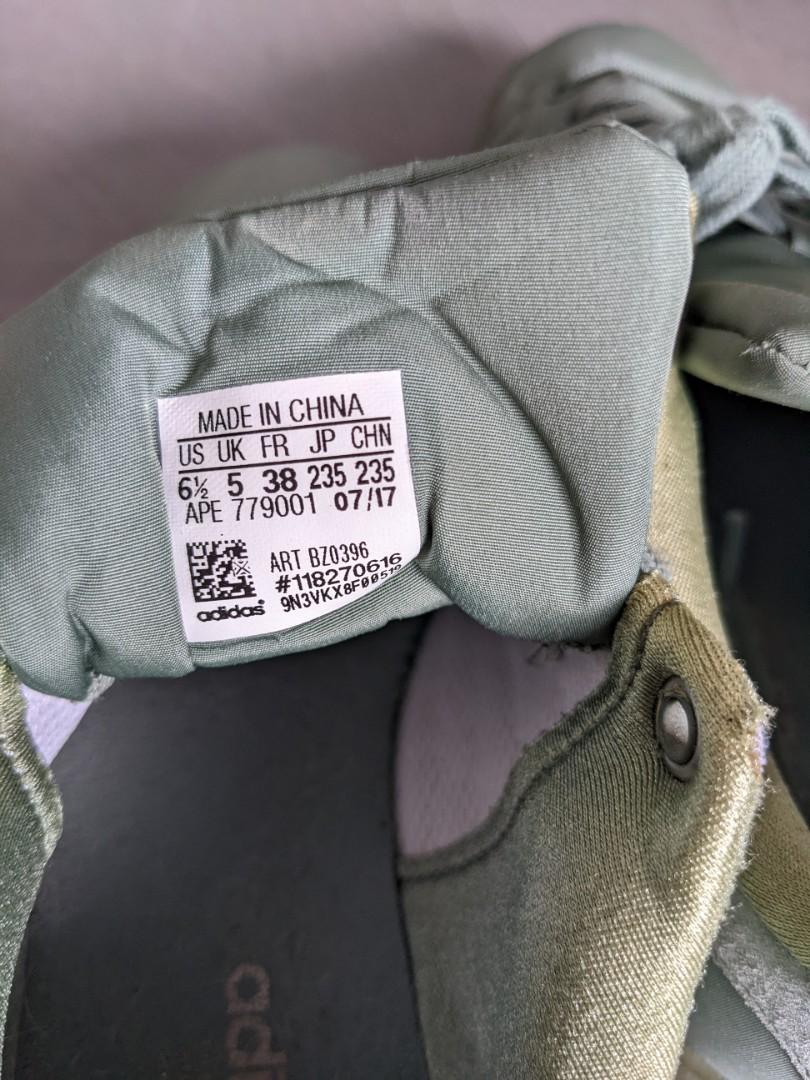 MADE IN CHINA
US UK FR JP CHN
6½ 5 38 235 235
APE 779001 07/17
ART BZ0396
#118270616
adidas®